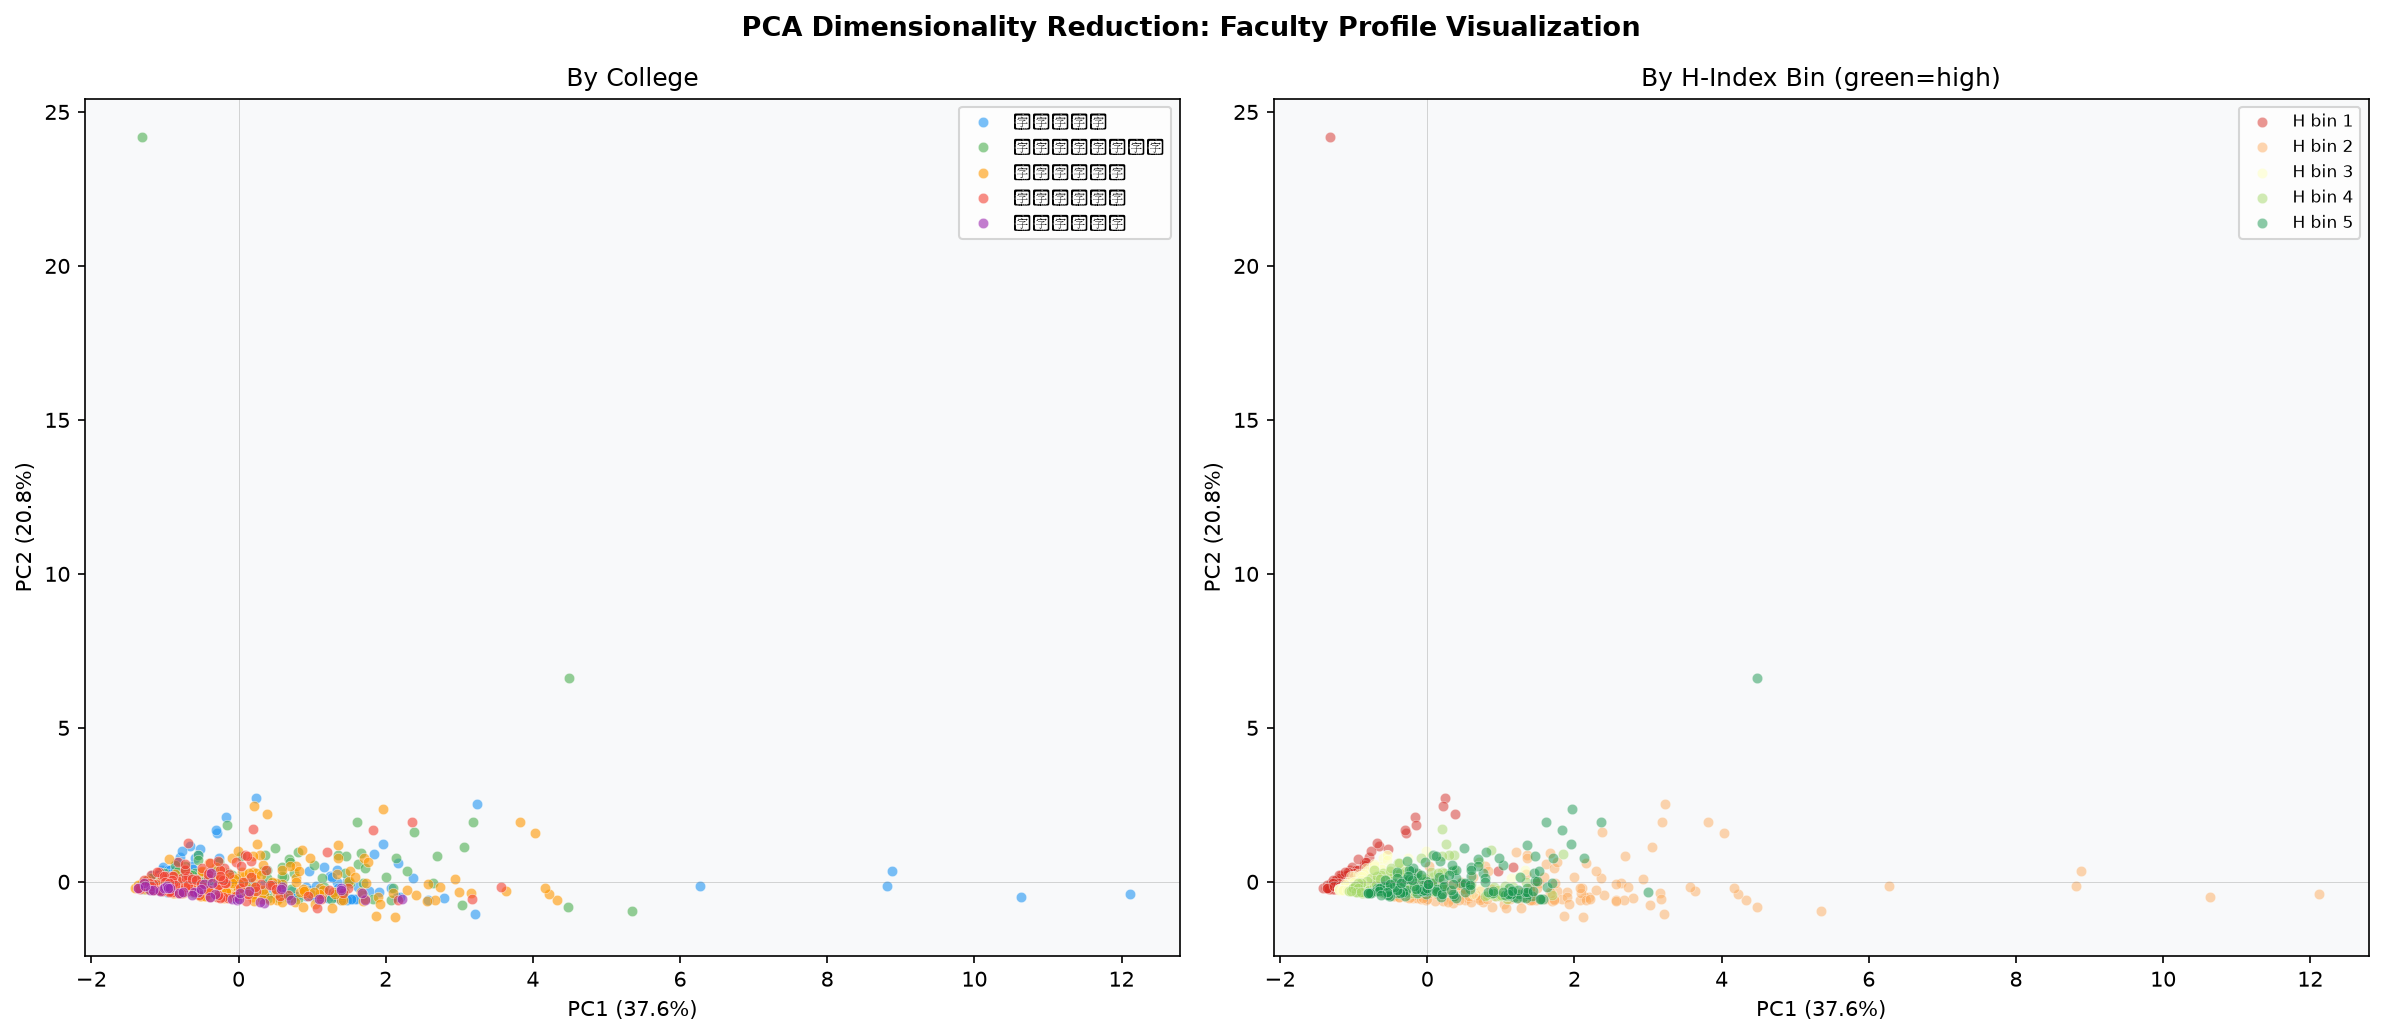 PCA Dimensionality Reduction: Faculty Profile Visualization
By College
25
20
15
10
5
0
PC2 (20.8%)
−2 0 2 4 6 8 10 12
PC1 (37.6%)
By H-Index Bin (green=high)
H bin 1
H bin 2
H bin 3
H bin 4
H bin 5
25
20
15
10
5
0
PC2 (20.8%)
−2 0 2 4 6 8 10 12
PC1 (37.6%)